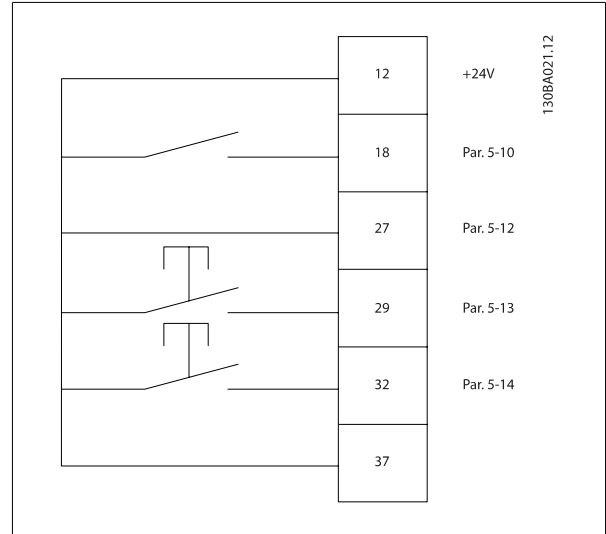 12 +24V
18 Par. 5-10
27 Par. 5-12
29 Par. 5-13
32 Par. 5-14
37
130BA021.12